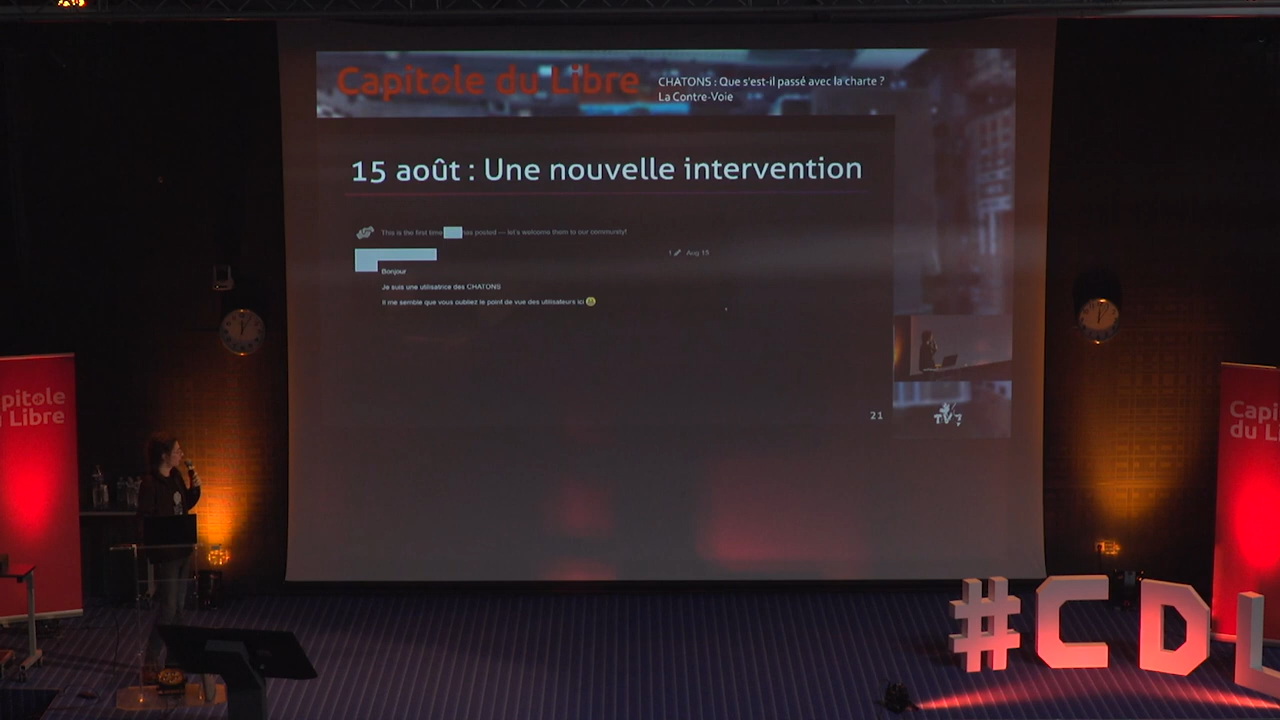 Capitole du Libre
CHATONS : Que s'est-il passé avec la charte ?
La Contre-Voie
15 août : Une nouvelle intervention
This is the first time has posted — let's welcome them to our community!
1 Aug 15
Bonjour
Je suis une utilisatrice des CHATONS
Il me semble que vous oubliez le point de vue des utilisateurs ici
21
TV7
pitole
u Libre
Capi
du Li
#CDL